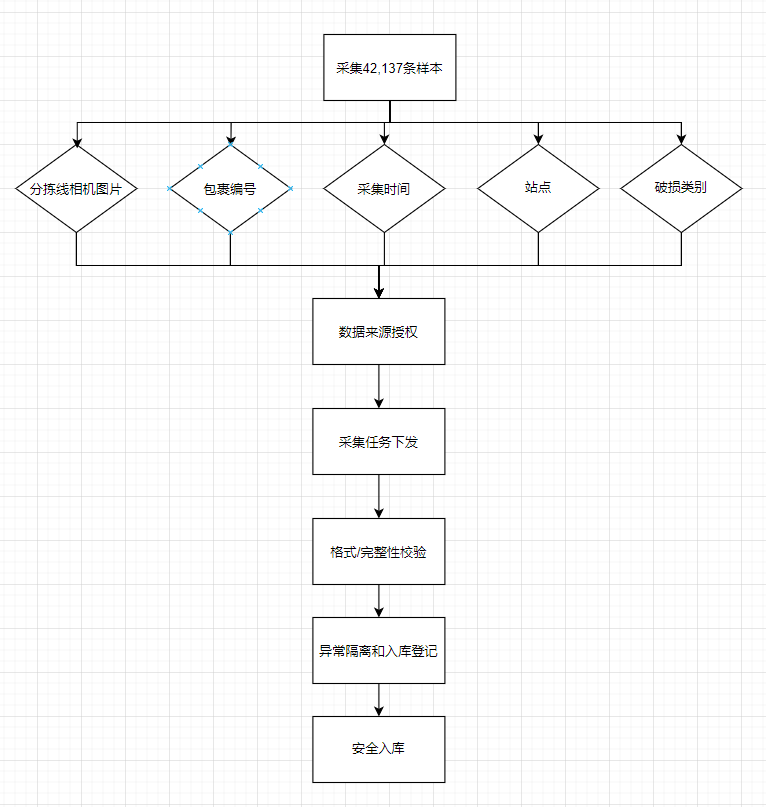 采集42,137条样本
分拣线相机图片
包裹编号
采集时间
站点
破损类别
数据来源授权
采集任务下发
格式/完整性校验
异常隔离和入库登记
安全入库